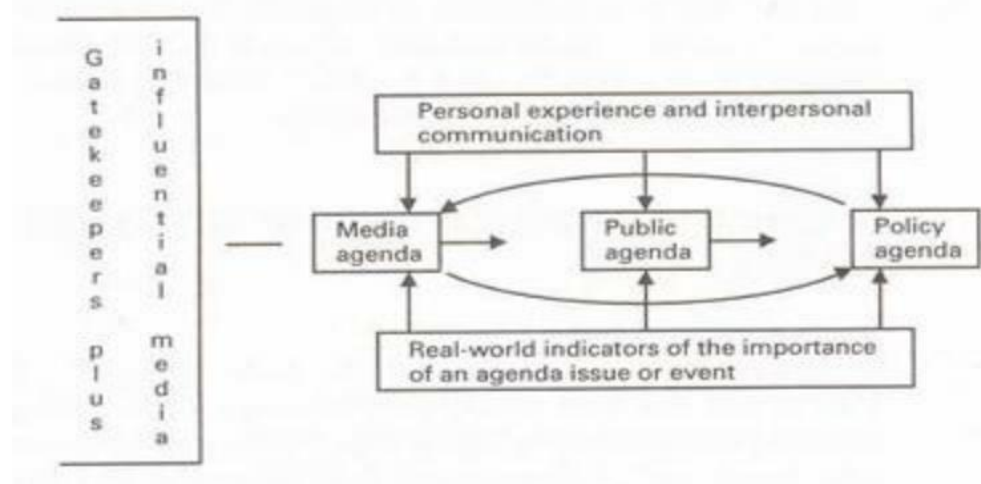 Gatekeepers plus
influential media
Personal experience and interpersonal
communication
Media
agenda
Public
agenda
Policy
agenda
Real-world indicators of the importance
of an agenda issue or event